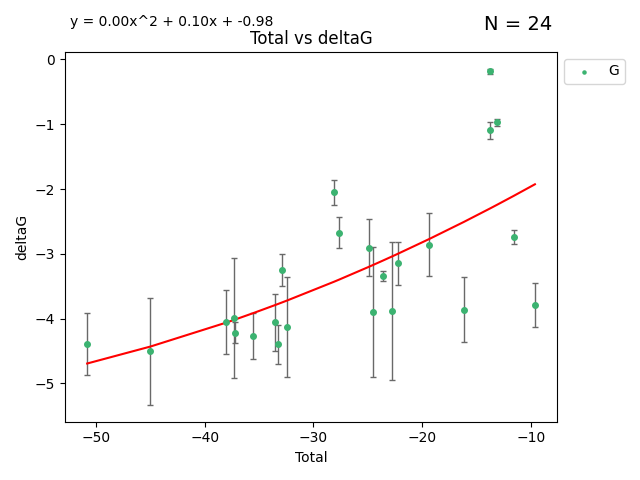 y = 0.00x^2 + 0.10x + -0.98
N = 24
Total vs deltaG
G
0
−1
−2
−3
−4
−5
deltaG
−50 −40 −30 −20 −10
Total